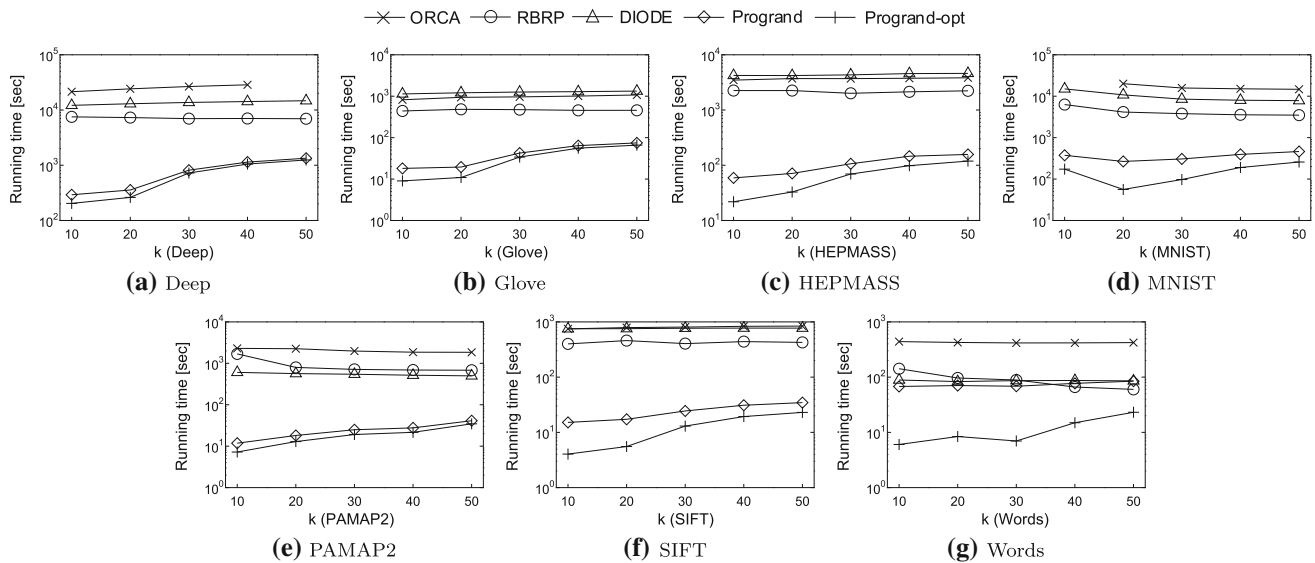 ORCA RBRP DIODE Progrand Progrand-opt
Running time [sec]
10^5
10^4
10^3
10^2
10 20 30 40 50
k (Deep)
(a) Deep
Running time [sec]
10^4
10^3
10^2
10^1
10^0
10 20 30 40 50
k (Glove)
(b) Glove
Running time [sec]
10^4
10^3
10^2
10^1
10 20 30 40 50
k (HEPMASS)
(c) HEPMASS
Running time [sec]
10^5
10^4
10^3
10^2
10^1
10 20 30 40 50
k (MNIST)
(d) MNIST
Running time [sec]
10^4
10^3
10^2
10^1
10^0
10 20 30 40 50
k (PAMAP2)
(e) PAMAP2
Running time [sec]
10^3
10^2
10^1
10^0
10 20 30 40 50
k (SIFT)
(f) SIFT
Running time [sec]
10^3
10^2
10^1
10^0
10 20 30 40 50
k (Words)
(g) Words